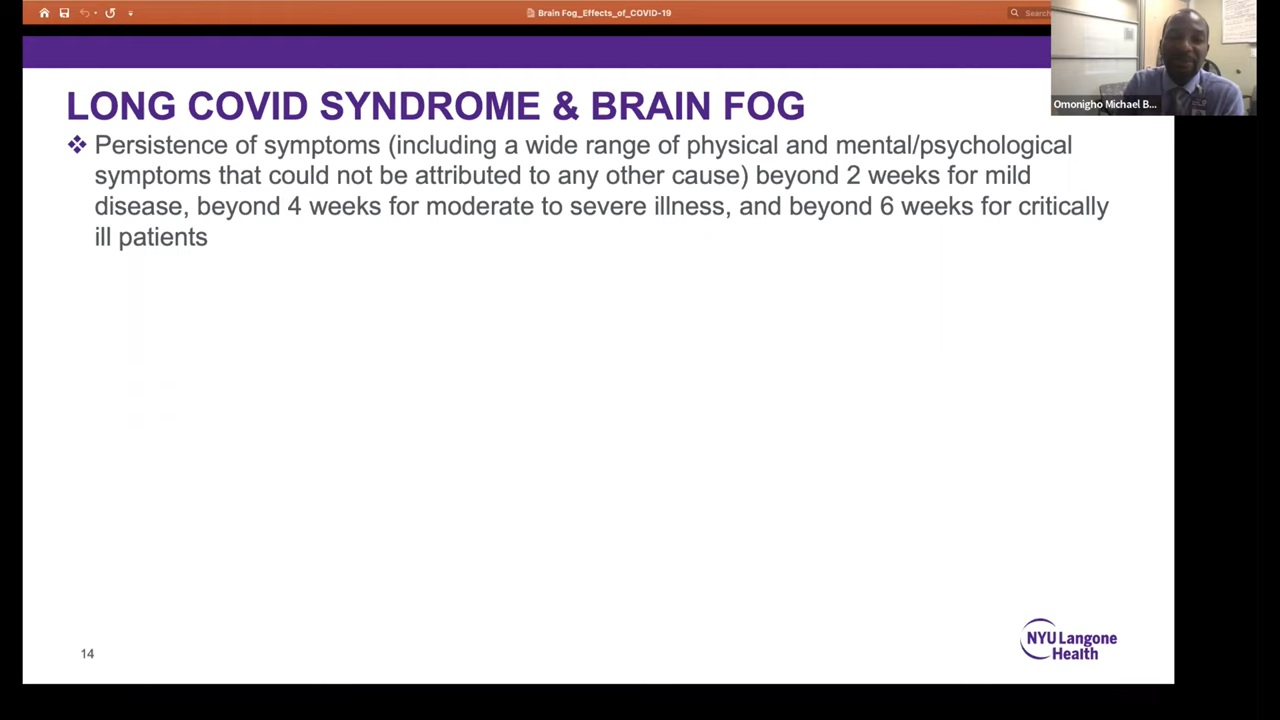 Brain Fog_Effects_of_COVID-19
Search
Omonigho Michael B...
LONG COVID SYNDROME & BRAIN FOG
Persistence of symptoms (including a wide range of physical and mental/psychological
symptoms that could not be attributed to any other cause) beyond 2 weeks for mild
disease, beyond 4 weeks for moderate to severe illness, and beyond 6 weeks for critically
ill patients
14
NYU Langone
Health